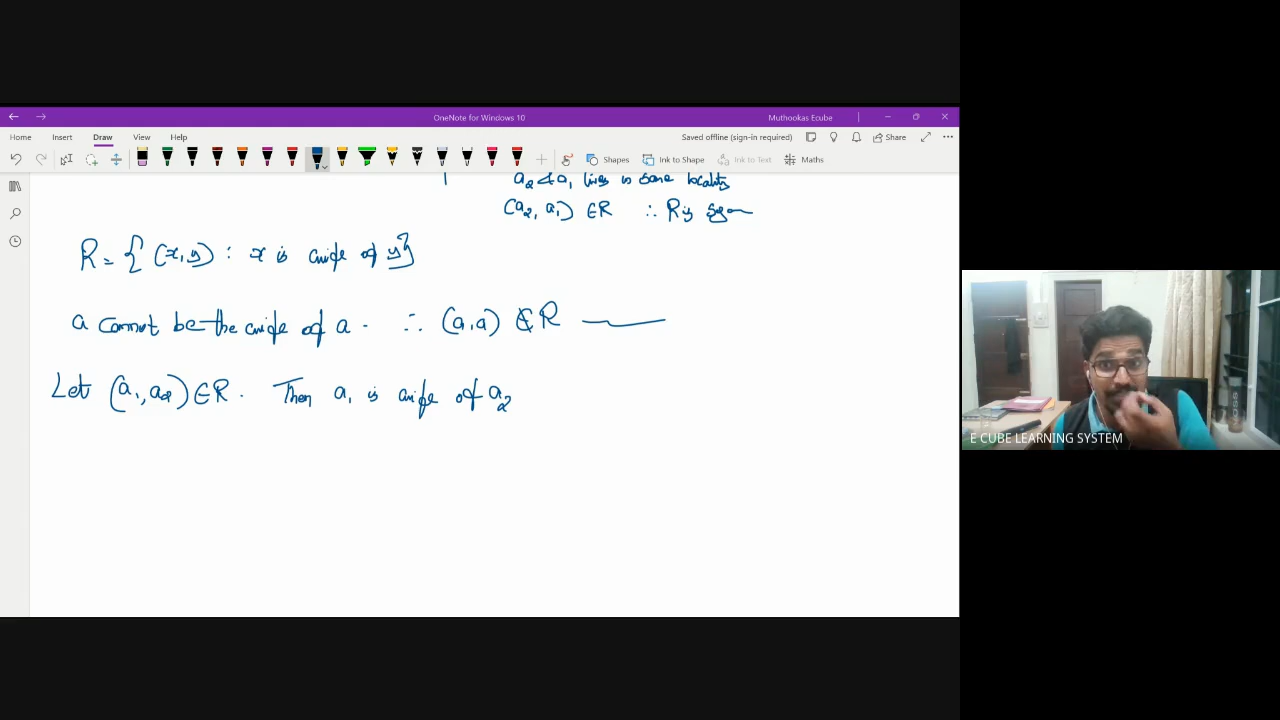 OneNote for Windows 10
Muthookas Ecube
Home Insert Draw View Help
Saved offline (sign-in required)
Share
Shapes
Ink to Shape
Ink to Text
Maths
a₂ & a₁ lives in same locality
(a₂, a₁) ∈ R ∴ R is sym
R = { (x,y) : x is wife of y}
a cannot be the wife of a. ∴ (a,a) ∉ R
Let (a₁, a₂) ∈ R. Then a₁ is wife of a₂
E CUBE LEARNING SYSTEM